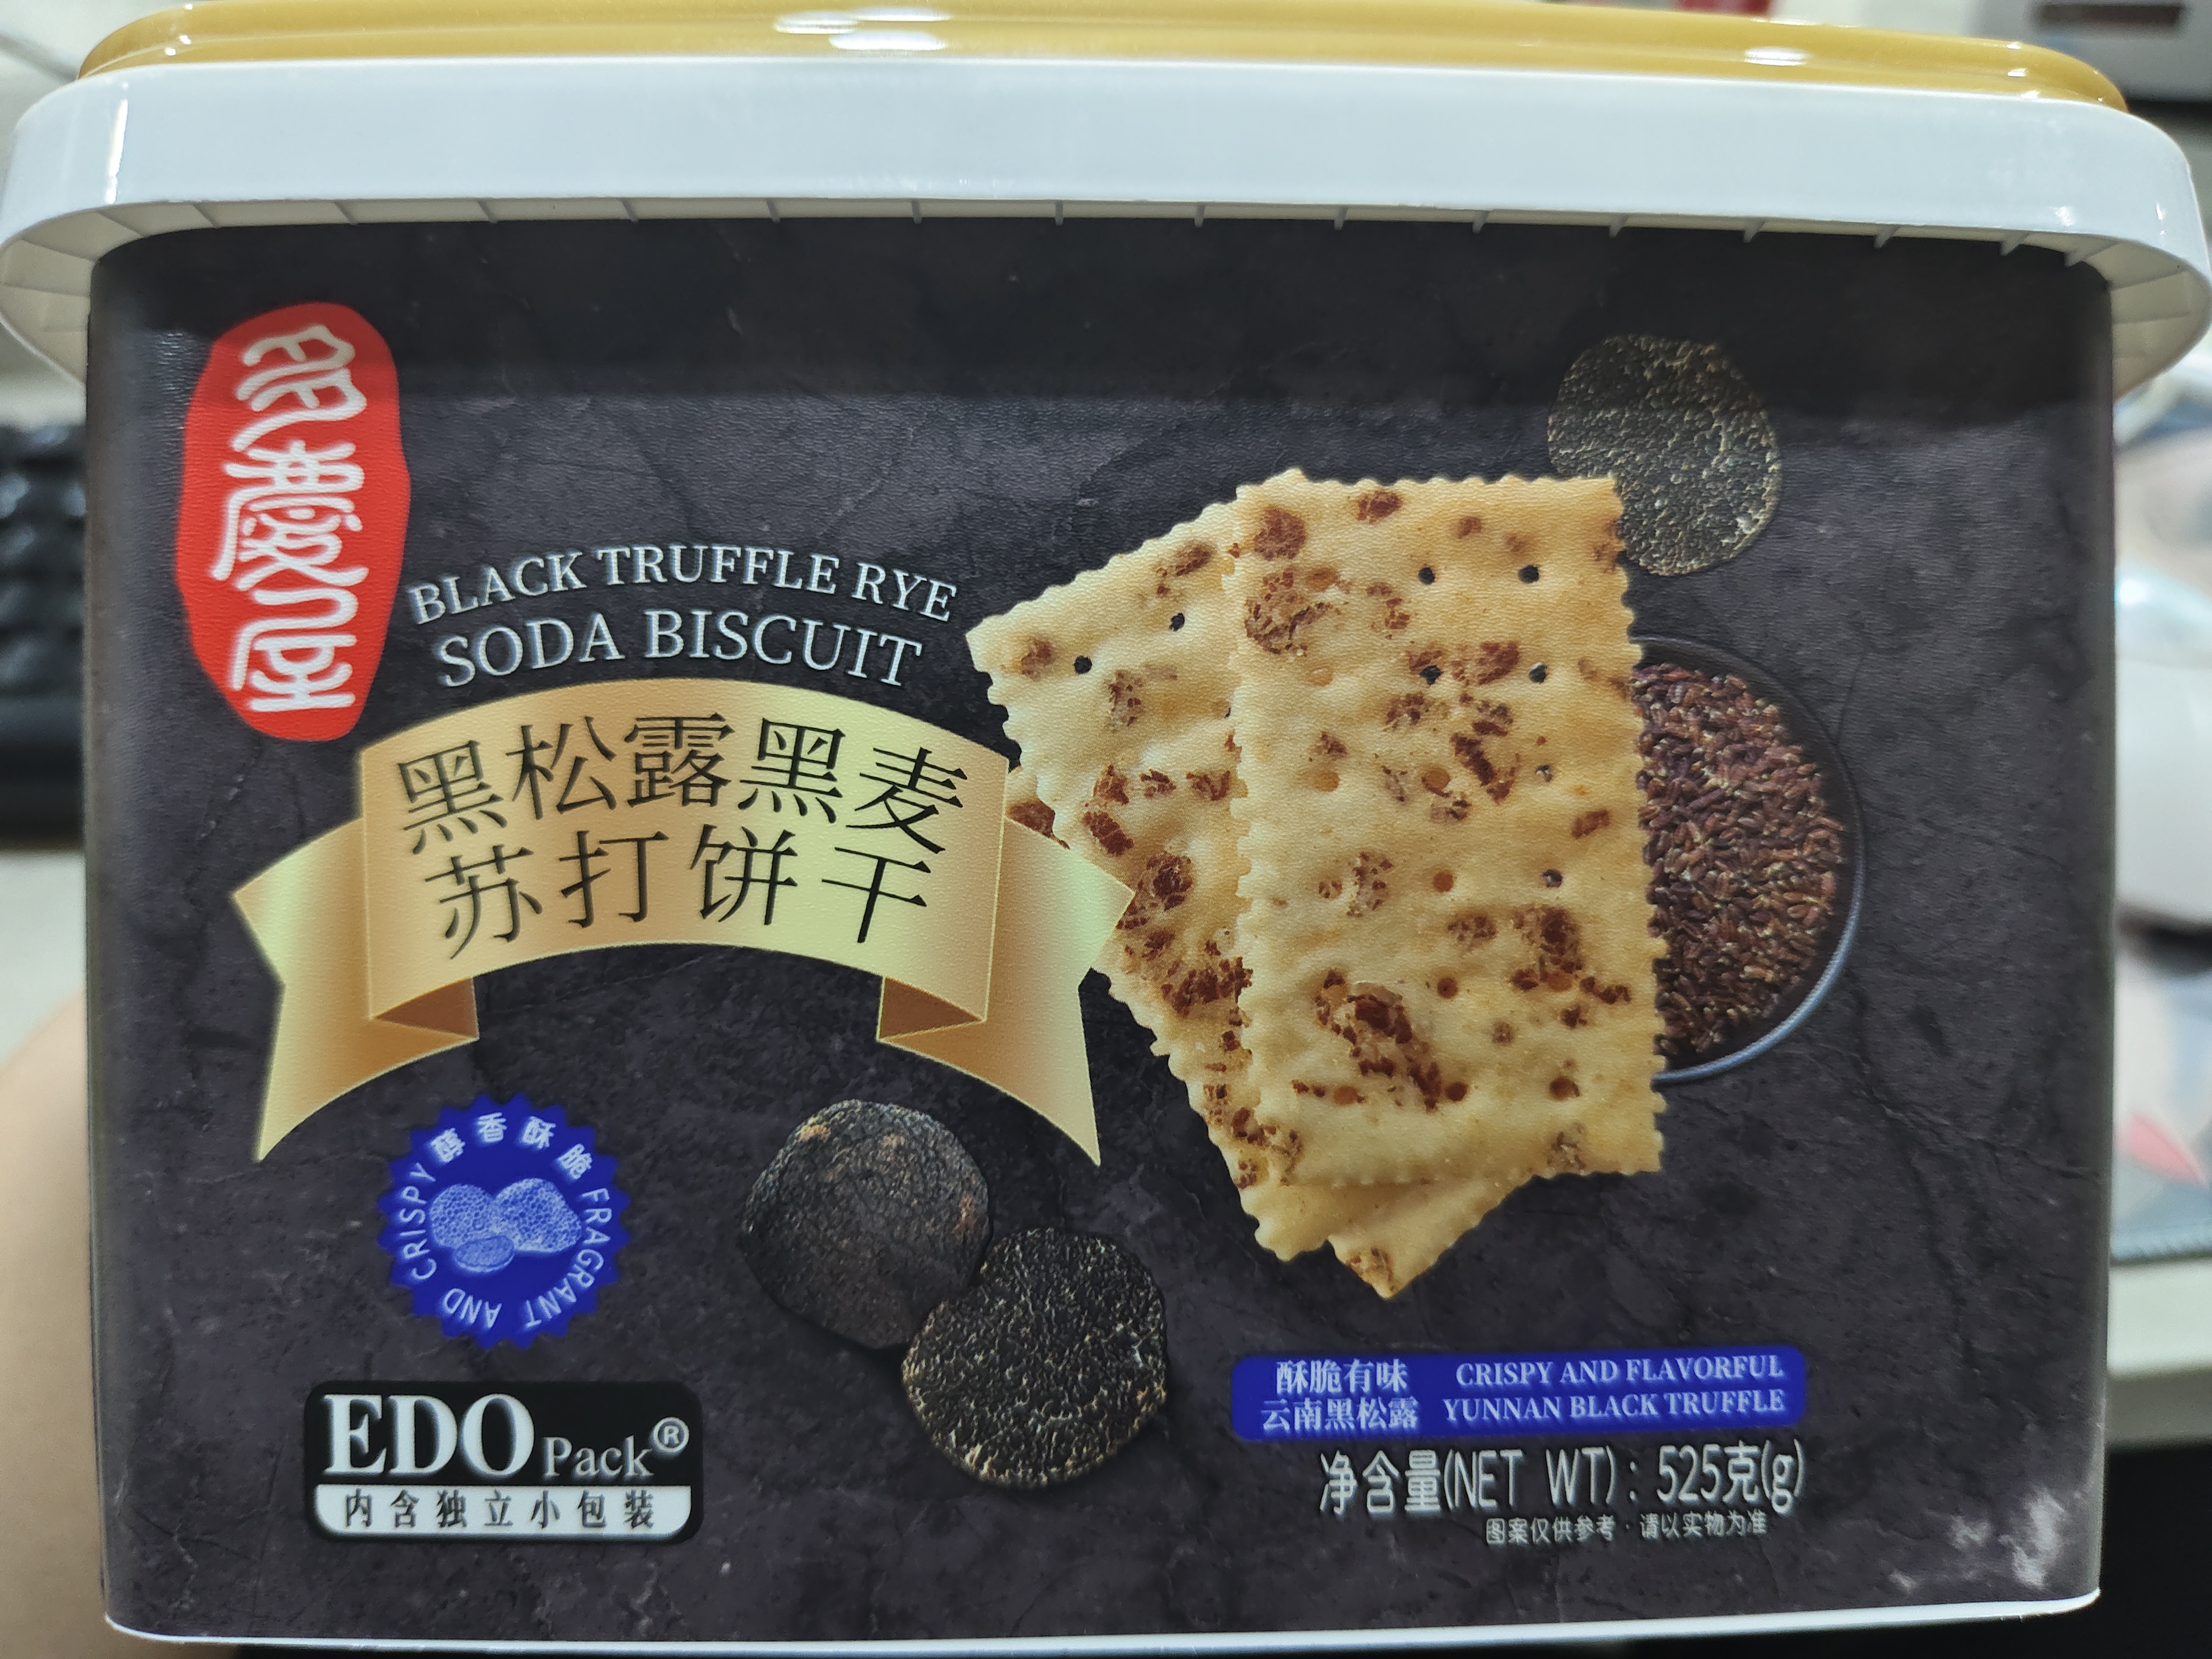 多慶屋
BLACK TRUFFLE RYE
SODA BISCUIT
黑松露黑麦
苏打饼干
醇香酥脆 FRAGRANT AND CRISPY
EDO Pack®
内含独立小包装
酥脆有味 CRISPY AND FLAVORFUL
云南黑松露 YUNNAN BLACK TRUFFLE
净含量(NET WT): 525克(g)
图案仅供参考·请以实物为准